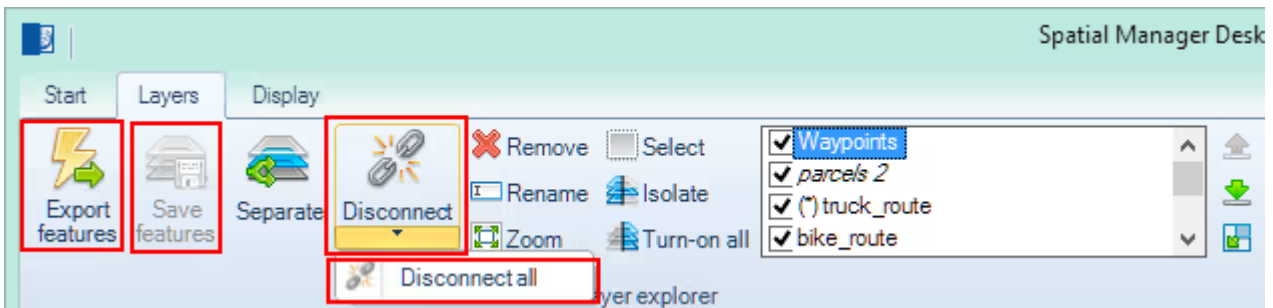 Spatial Manager Desk
Start Layers Display
Export features
Save features
Separate
Disconnect
Remove
Rename
Zoom
Select
Isolate
Turn-on all
Waypoints
parcels 2
(*) truck_route
bike_route
Disconnect all
yer explorer